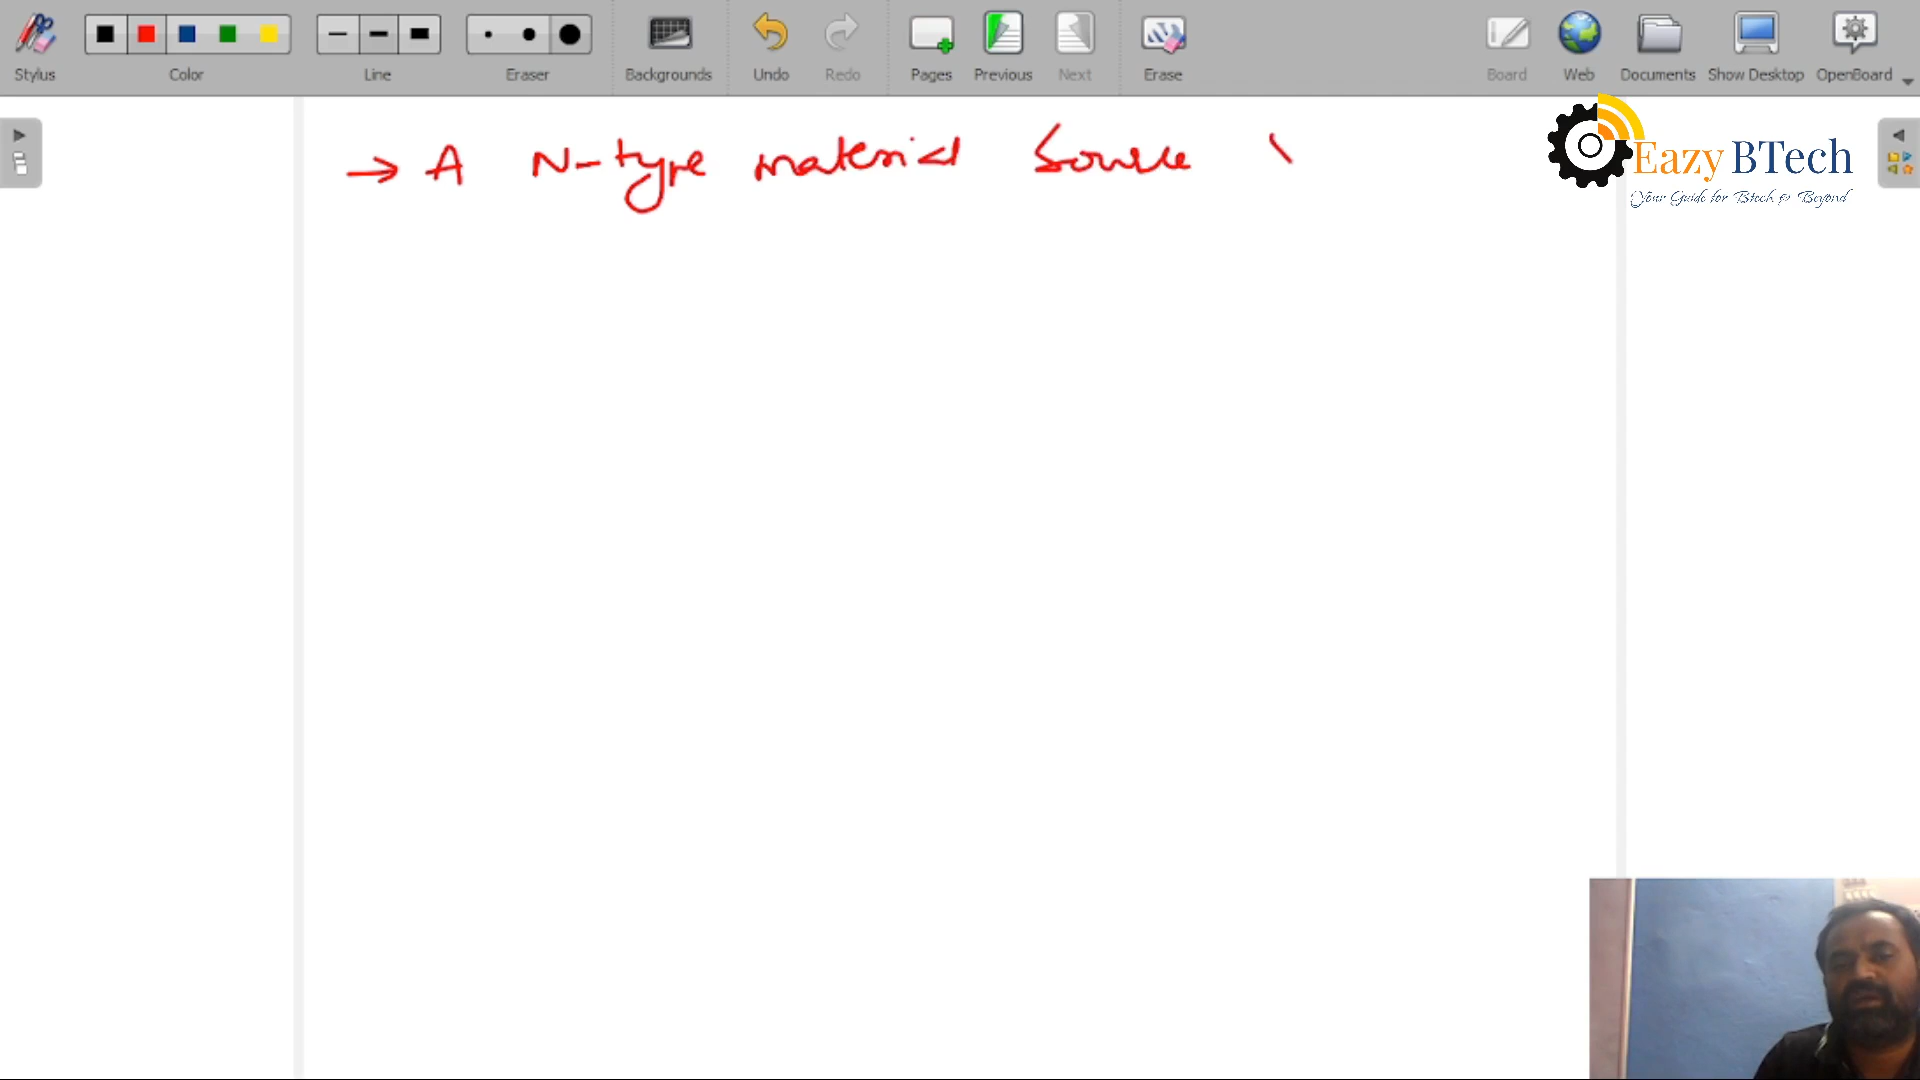 Stylus Color Line Eraser Backgrounds Undo Redo Pages Previous Next Erase Board Web Documents Show Desktop OpenBoard
→ A N-type material Source
Eazy BTech
Your Guide for Btech & Beyond